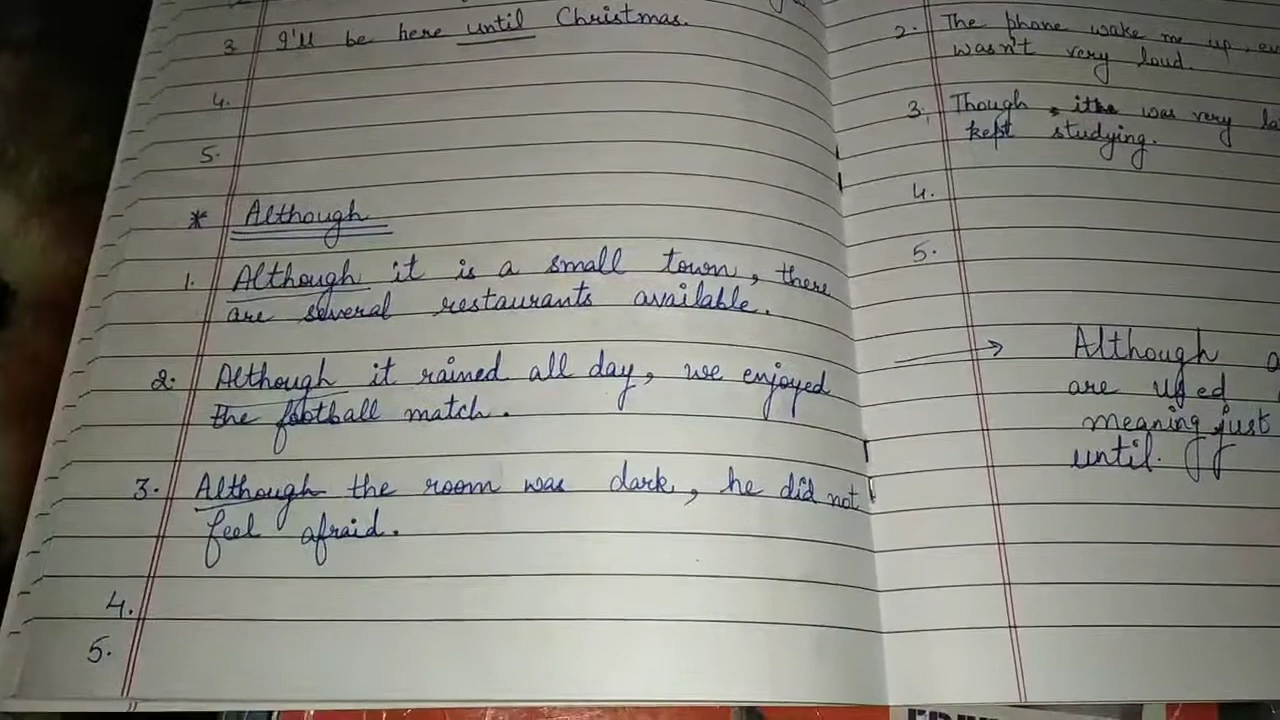 3 I'll be here until Christmas.
4.
5.
* Although
1. Although it is a small town, there
are several restaurants available.
2. Although it rained all day, we enjoyed
the football match.
3. Although the room was dark, he did not
feel afraid.
4.
5.
2. The phone wake me up,
wasn't very loud.
3. Though, was very
kept studying.
4.
5.
→ Although
are used
meaning just
until.